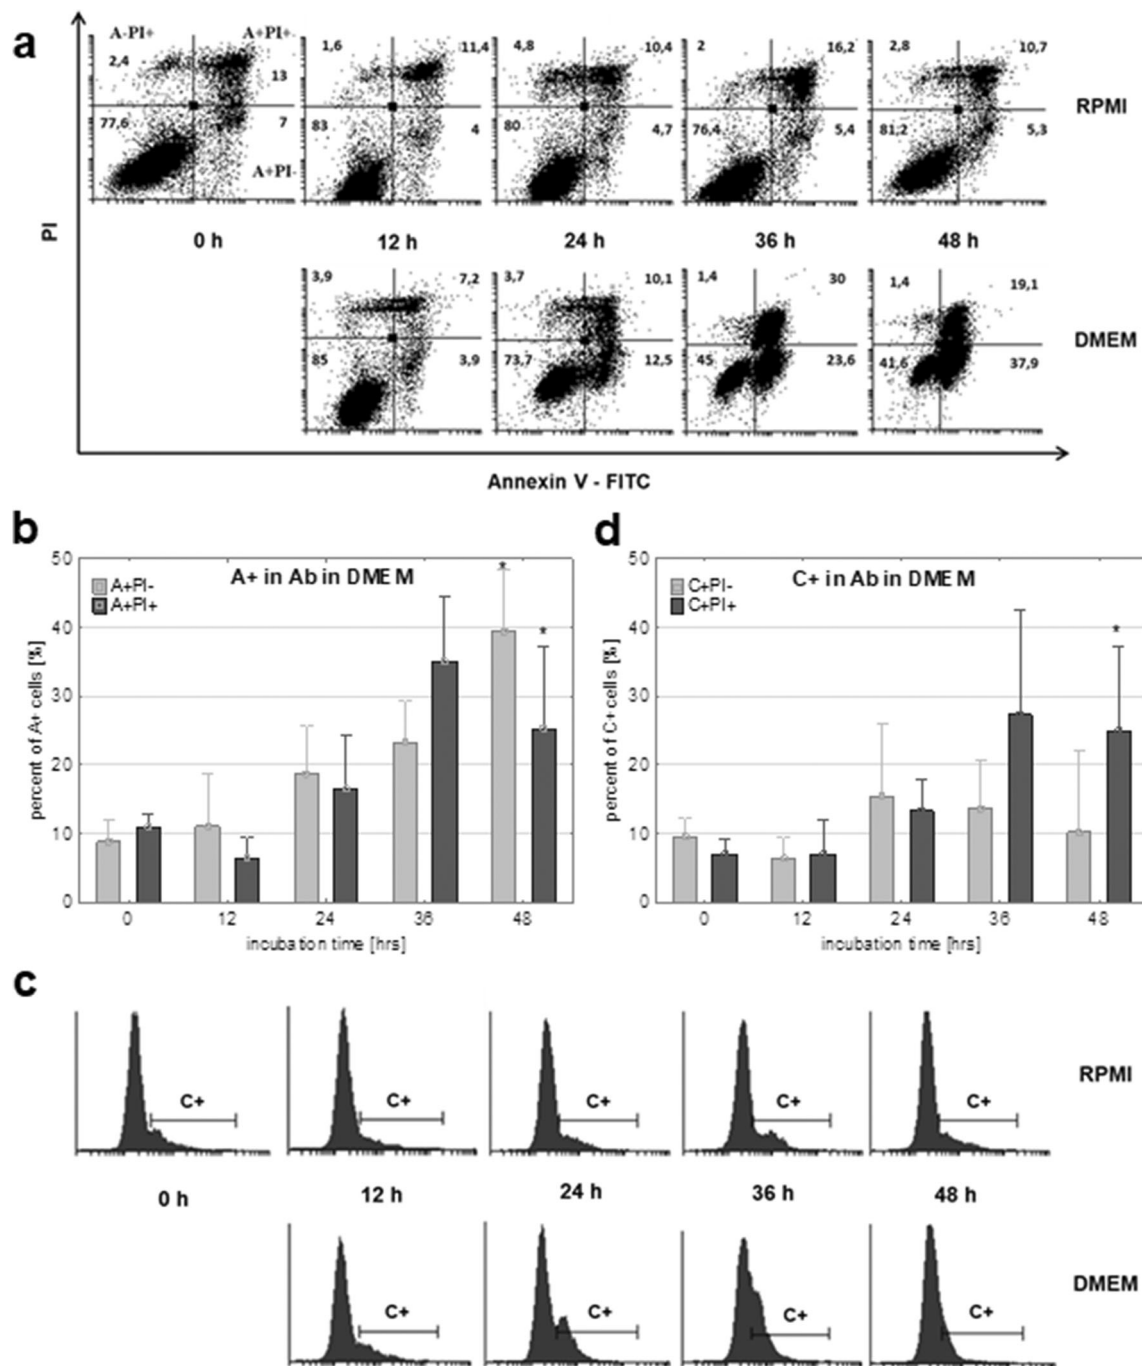 a
A-PI+ A+PI+
2,4
13
77,6 7
A+PI-
1,6 11,4
83 4
4,8 10,4
80 4,7
2 16,2
76,4 5,4
2,8 10,7
81,2 5,3
RPMI
PI
0 h 12 h 24 h 36 h 48 h
3,9 7,2
85 3,9
3,7 10,1
73,7 12,5
1,4 30
45 23,6
1,4 19,1
41,6 37,9
DMEM
Annexin V - FITC
b
A+ in Ab in DMEM
A+PI-
A+PI+
percent of A+ cells [%]
50
40
30
20
10
0
* *
0 12 24 36 48
incubation time [hrs]
d
C+ in Ab in DMEM
C+PI-
C+PI+
percent of C+ cells [%]
50
40
30
20
10
0
*
0 12 24 36 48
incubation time [hrs]
c
C+ C+ C+ C+ C+
RPMI
0 h 12 h 24 h 36 h 48 h
C+ C+ C+ C+
DMEM